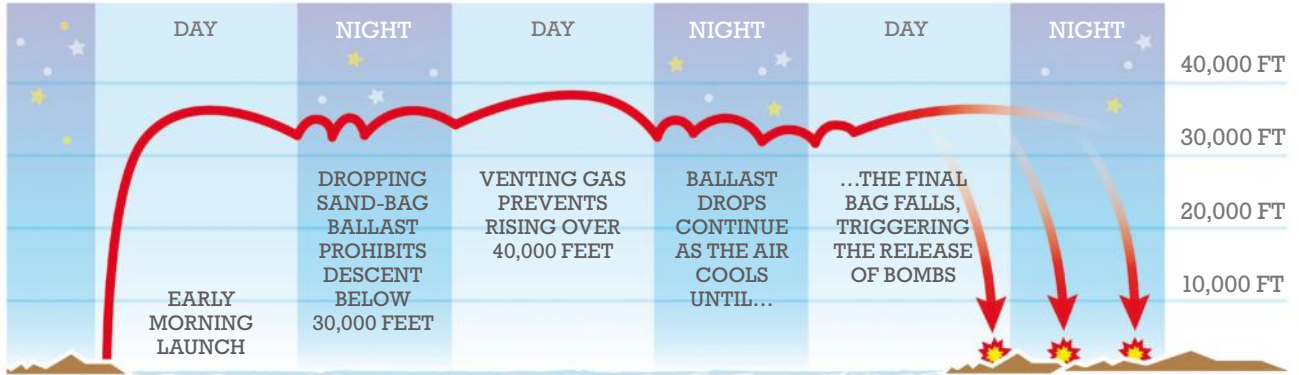 DAY
NIGHT
DAY
NIGHT
DAY
NIGHT
40,000 FT
30,000 FT
20,000 FT
10,000 FT
EARLY
MORNING
LAUNCH
DROPPING
SAND-BAG
BALLAST
PROHIBITS
DESCENT
BELOW
30,000 FEET
VENTING GAS
PREVENTS
RISING OVER
40,000 FEET
BALLAST
DROPS
CONTINUE
AS THE AIR
COOLS
UNTIL…
…THE FINAL
BAG FALLS,
TRIGGERING
THE RELEASE
OF BOMBS